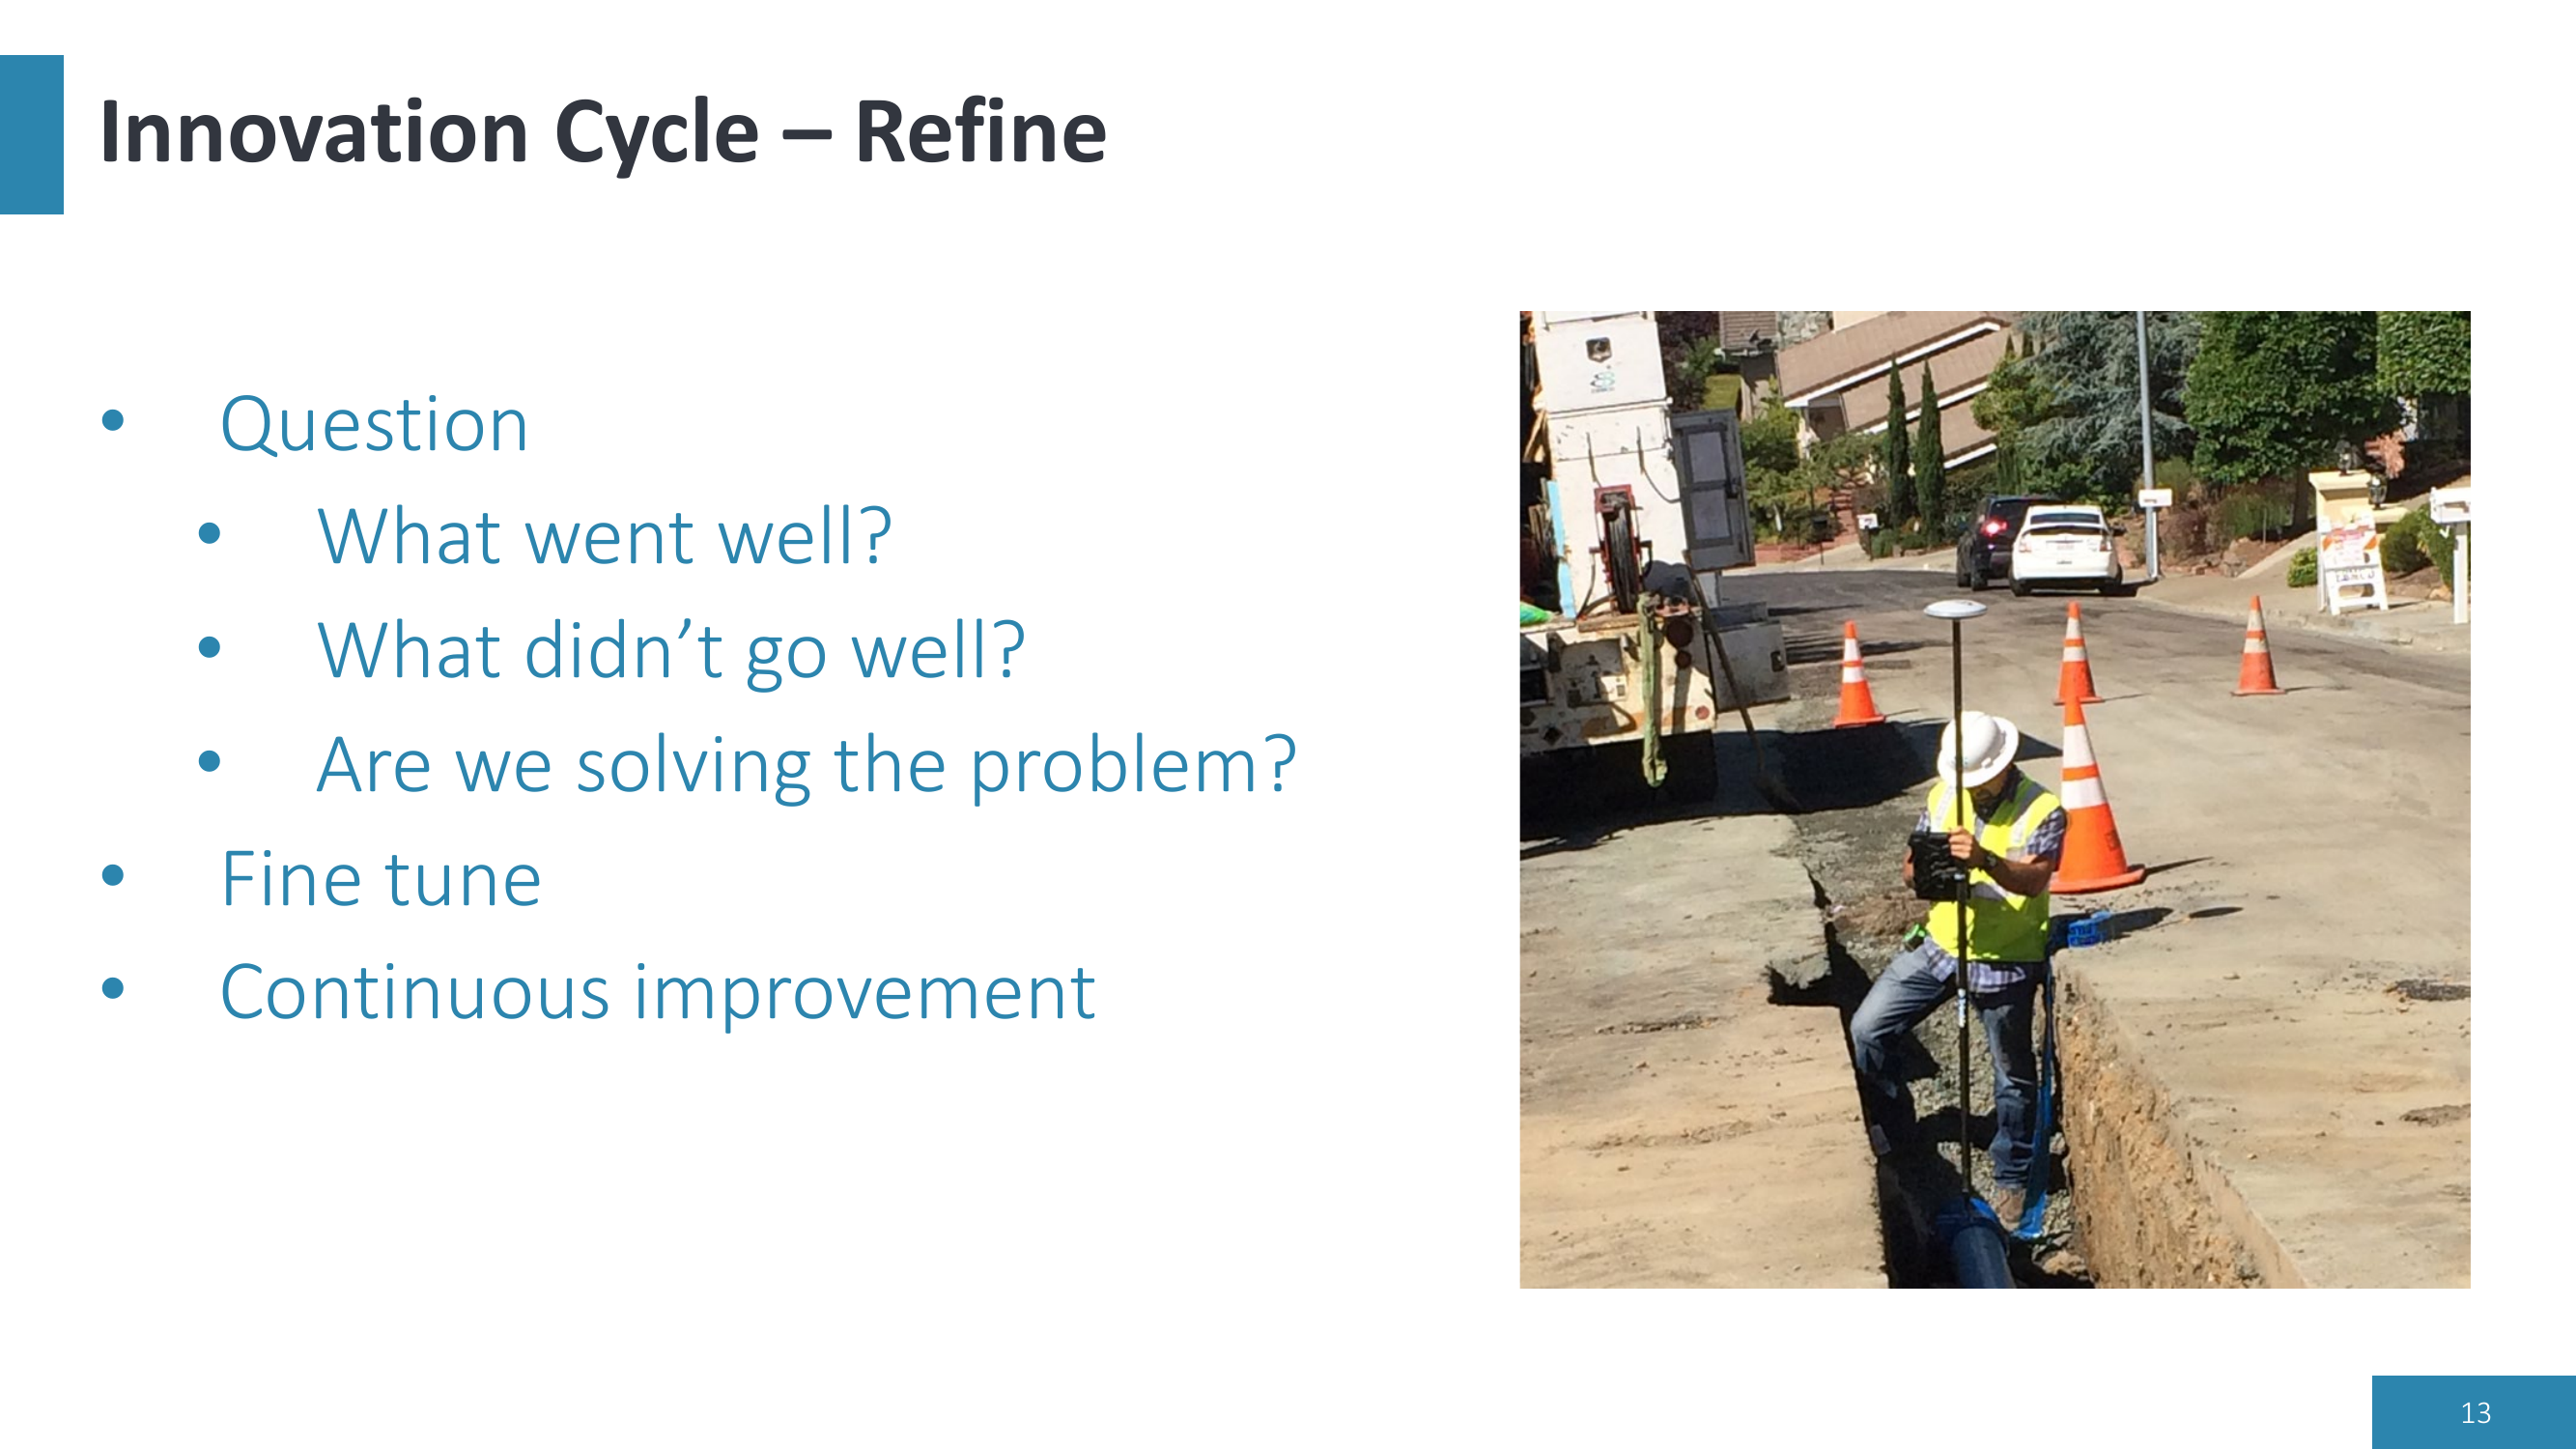 Innovation Cycle – Refine
• Question
• What went well?
• What didn’t go well?
• Are we solving the problem?
• Fine tune
• Continuous improvement
13